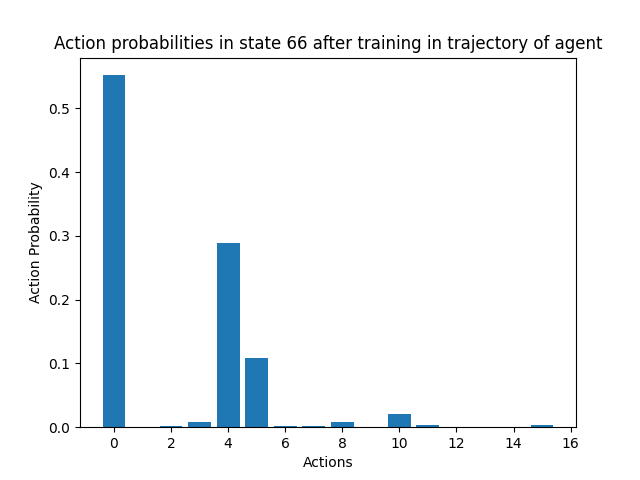 Action probabilities in state 66 after training in trajectory of agent
Action Probability
0.5
0.4
0.3
0.2
0.1
0.0
0 2 4 6 8 10 12 14 16
Actions